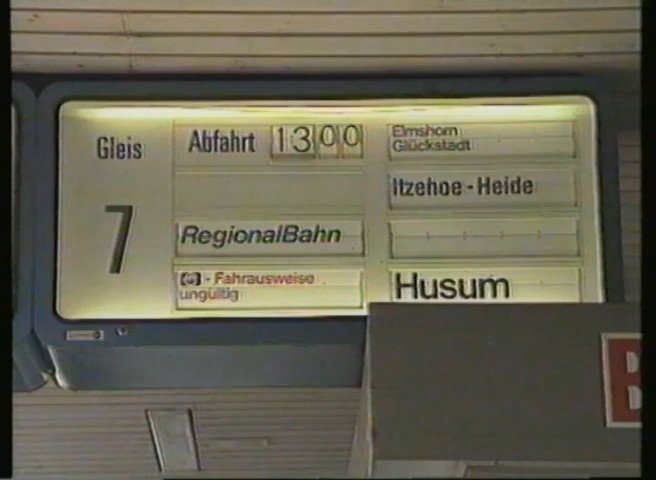 Gleis
7
Abfahrt 13 00
RegionalBahn
- Fahrausweise
ungültig
Elmshorn
Glückstadt
Itzehoe - Heide
Husum
B